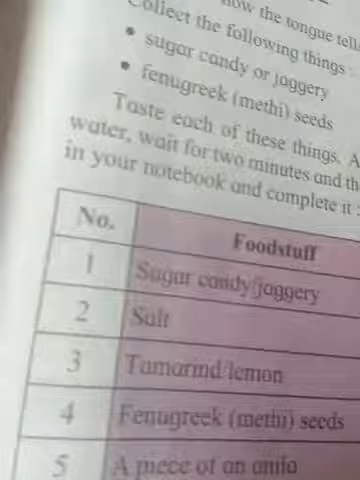 how the tongue tell
Collect the following things :
• sugar candy or jaggery
• fenugreek (methi) seeds
Taste each of these things. A
water, wait for two minutes and th
in your notebook and complete it :
No. Foodstuff
1 Sugar candy/jaggery
2 Salt
3 Tamarind/lemon
4 Fenugreek (methi) seeds
5 A piece of an amla